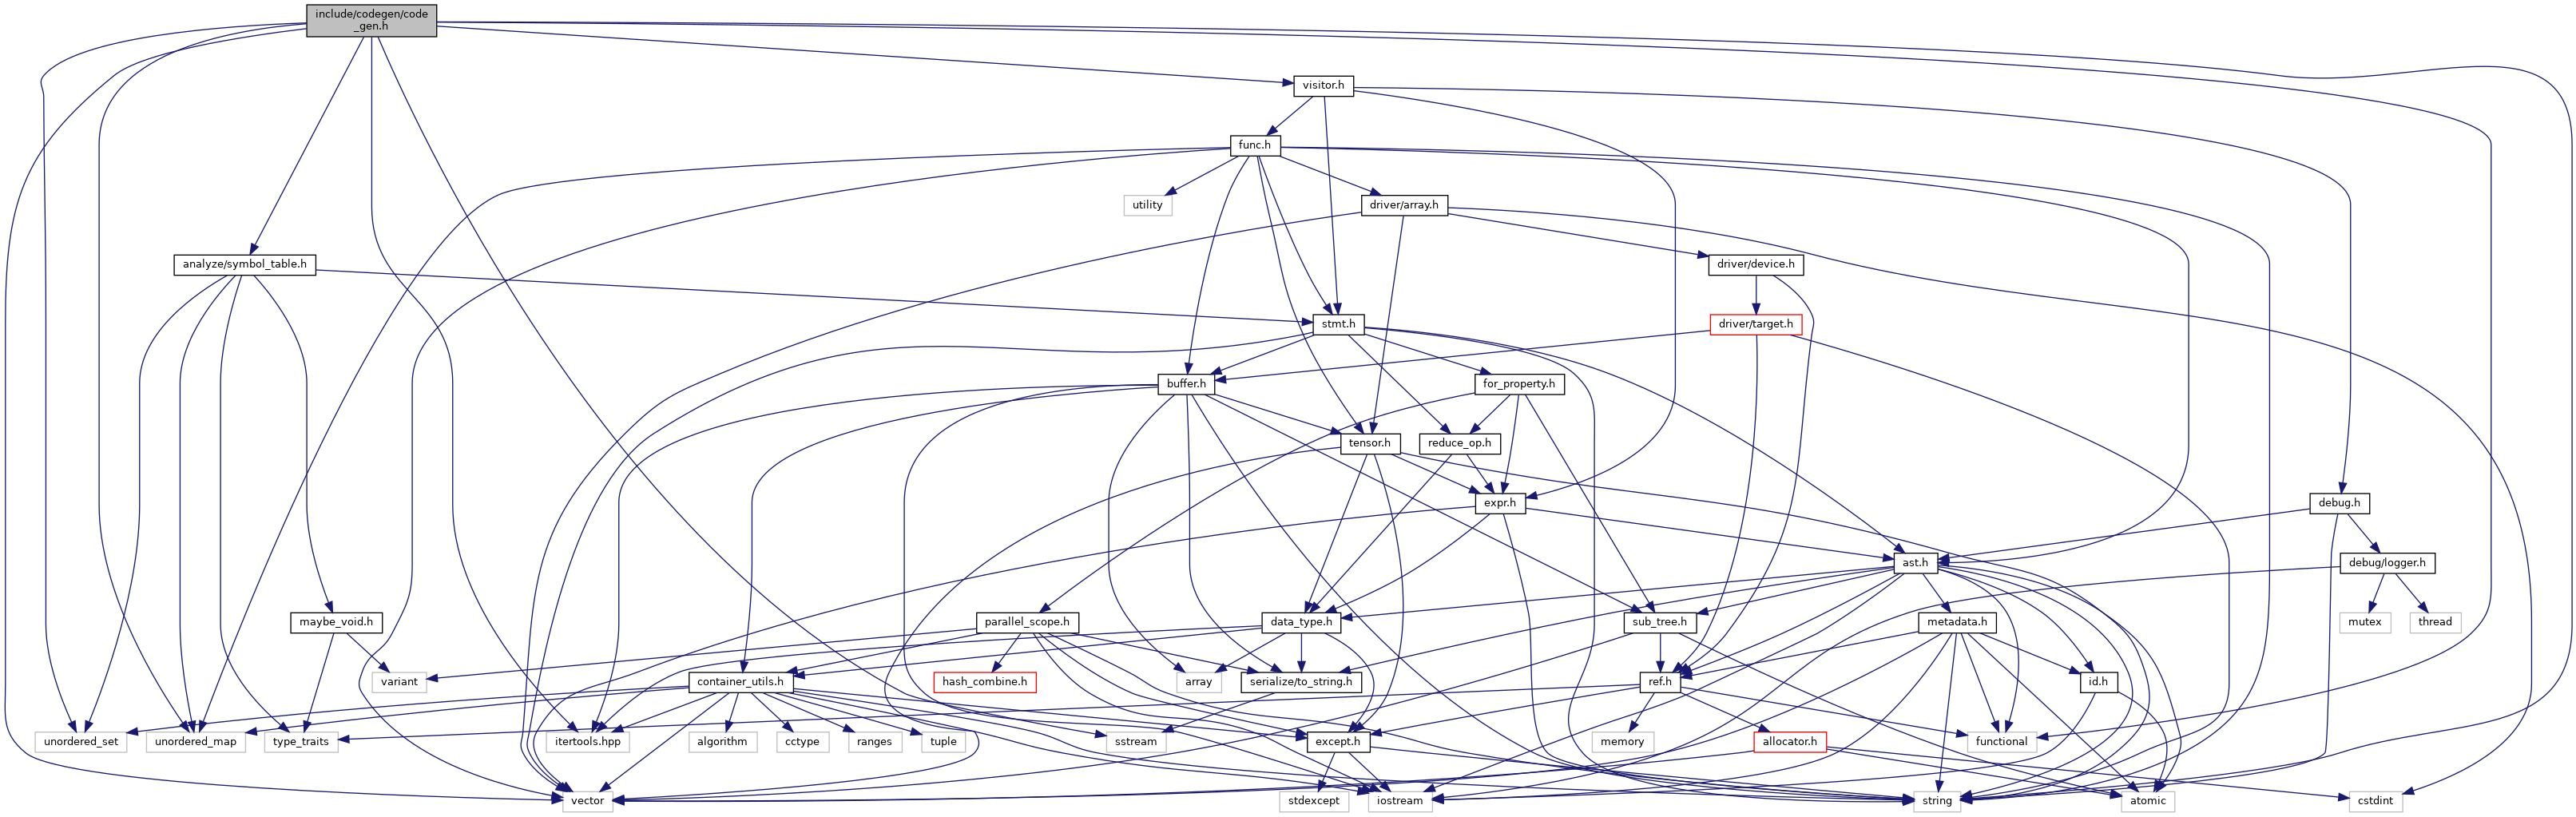 include/codegen/code
_gen.h
visitor.h
func.h
utility
driver/array.h
analyze/symbol_table.h
driver/device.h
stmt.h
driver/target.h
buffer.h
for_property.h
tensor.h
reduce_op.h
expr.h
debug.h
ast.h
debug/logger.h
maybe_void.h
parallel_scope.h
data_type.h
sub_tree.h
metadata.h
mutex
thread
variant
container_utils.h
hash_combine.h
array
serialize/to_string.h
ref.h
id.h
unordered_set
unordered_map
type_traits
itertools.hpp
algorithm
cctype
ranges
tuple
sstream
except.h
memory
allocator.h
functional
vector
stdexcept
iostream
string
atomic
cstdint